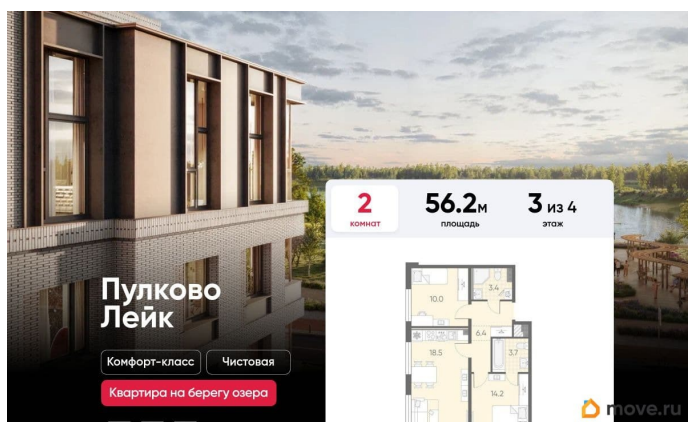 2
комнат
56.2м
площадь
3 из 4
этаж
Пулково
Лейк
Комфорт-класс
Чистовая
Квартира на берегу озера
10.0
3.4
6.4
18.5
3.7
14.2
move.ru